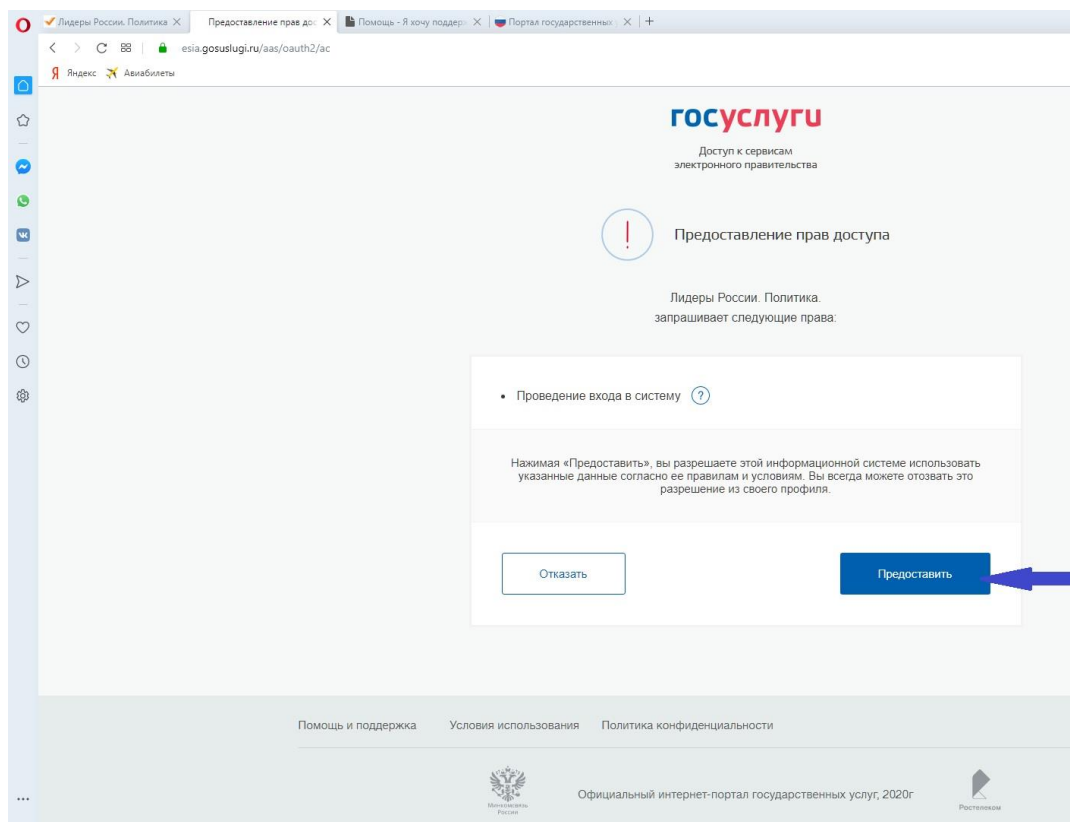 Лидеры России. Политика
Предоставление прав дос
Помощь - Я хочу поддерж
Портал государственных
esia.gosuslugi.ru/aas/oauth2/ac
Яндекс
Авиабилеты
госуслуги
Доступ к сервисам
электронного правительства
Предоставление прав доступа
Лидеры России. Политика.
запрашивает следующие права:
• Проведение входа в систему ?
Нажимая «Предоставить», вы разрешаете этой информационной системе использовать
указанные данные согласно ее правилам и условиям. Вы всегда можете отозвать это
разрешение из своего профиля.
Отказать
Предоставить
Помощь и поддержка
Условия использования
Политика конфиденциальности
Минкомсвязь
России
Официальный интернет-портал государственных услуг, 2020г
Ростелеком